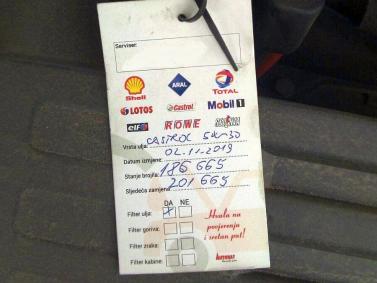 Serviser:
Shell
ARAL
TOTAL
LOTOS
Castrol
Mobil 1
elf
ROWE
Vrsta ulja: CASTROL 5W-30
Datum izmjene: 02.11.2019
Stanje brojila: 186 665
Sljedeća zamjena: 201 665
DA NE
Filter ulja: X
Filter goriva:
Filter zraka:
Filter kabine:
Hvala na
povjerenju
i sretan put!